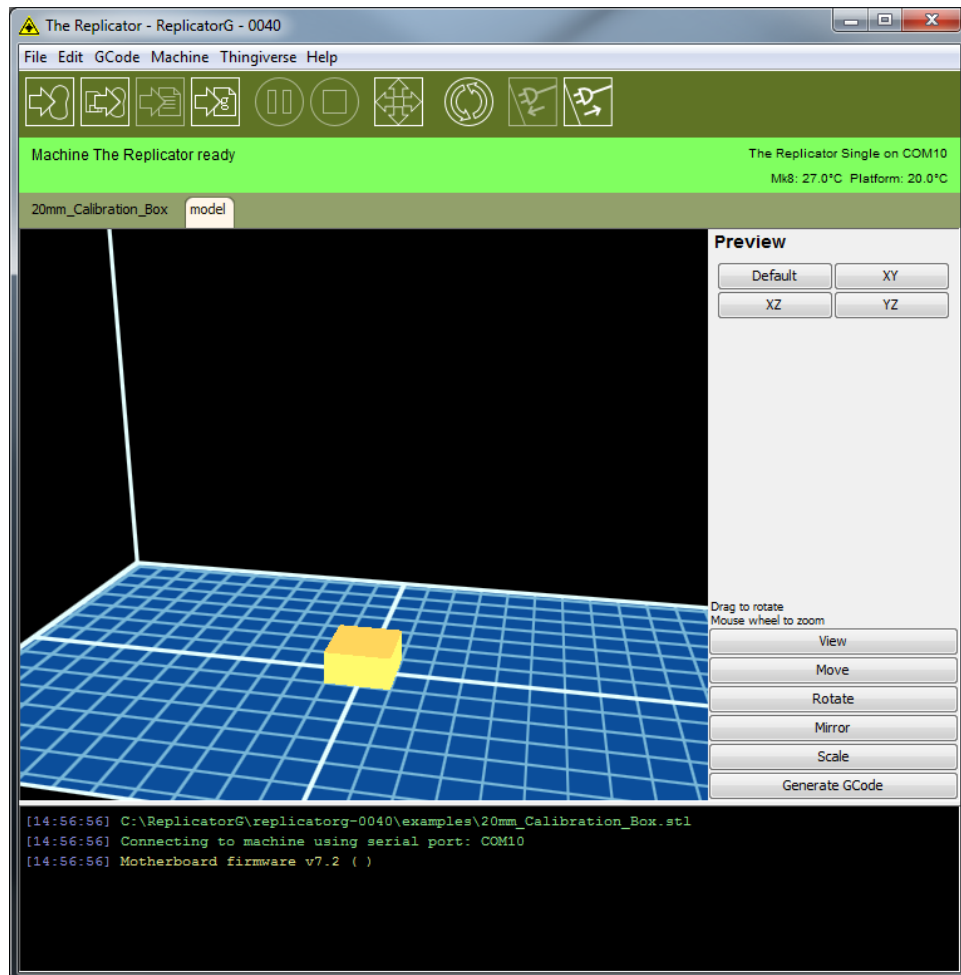 The Replicator - ReplicatorG - 0040
File Edit GCode Machine Thingiverse Help
g
Machine The Replicator ready
The Replicator Single on COM10
Mk8: 27.0°C Platform: 20.0°C
20mm_Calibration_Box model
Preview
Default XY
XZ YZ
Drag to rotate
Mouse wheel to zoom
View
Move
Rotate
Mirror
Scale
Generate GCode
[14:56:56] C:\ReplicatorG\replicatorg-0040\examples\20mm_Calibration_Box.stl
[14:56:56] Connecting to machine using serial port: COM10
[14:56:56] Motherboard firmware v7.2 ( )